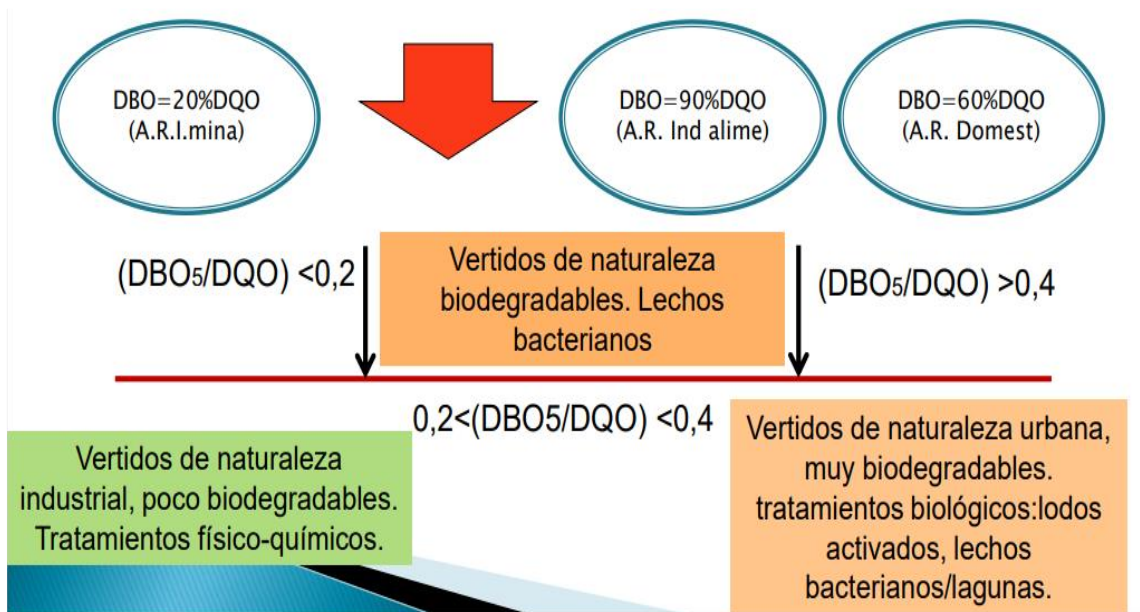 DBO=20%DQO
(A.R.I.mina)
DBO=90%DQO
(A.R. Ind alime)
DBO=60%DQO
(A.R. Domest)
(DBO5/DQO) <0,2
Vertidos de naturaleza
biodegradables. Lechos
bacterianos
(DBO5/DQO) >0,4
0,2<(DBO5/DQO) <0,4
Vertidos de naturaleza
industrial, poco biodegradables.
Tratamientos físico-químicos.
Vertidos de naturaleza urbana,
muy biodegradables.
tratamientos biológicos:lodos
activados, lechos
bacterianos/lagunas.